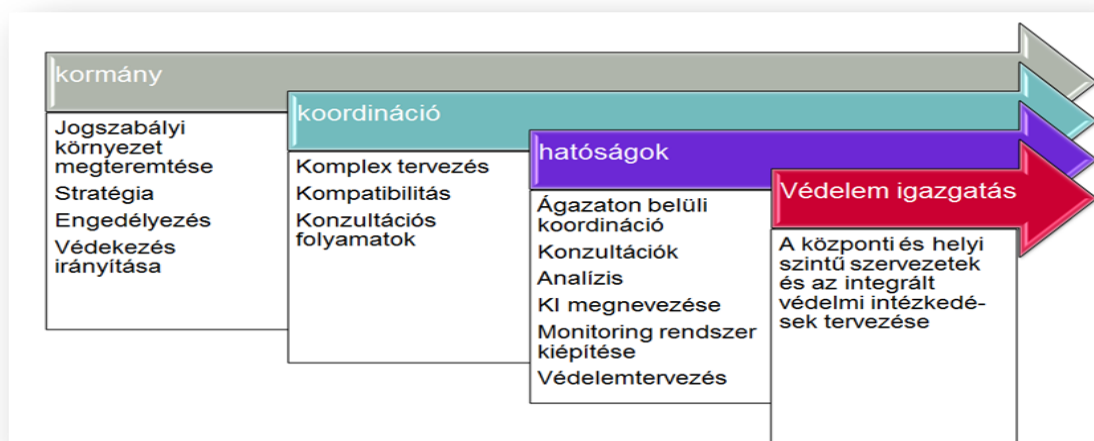 kormány
Jogszabályi
környezet
megteremtése
Stratégia
Engedélyezés
Védekezés
irányítása
koordináció
Komplex tervezés
Kompatibilitás
Konzultációs
folyamatok
hatóságok
Ágazaton belüli
koordináció
Konzultációk
Analízis
KI megnevezése
Monitoring rendszer
kiépítése
Védelemtervezés
Védelem igazgatás
A központi és helyi
szintű szervezetek
és az integrált
védelmi intézkedé-
sek tervezése